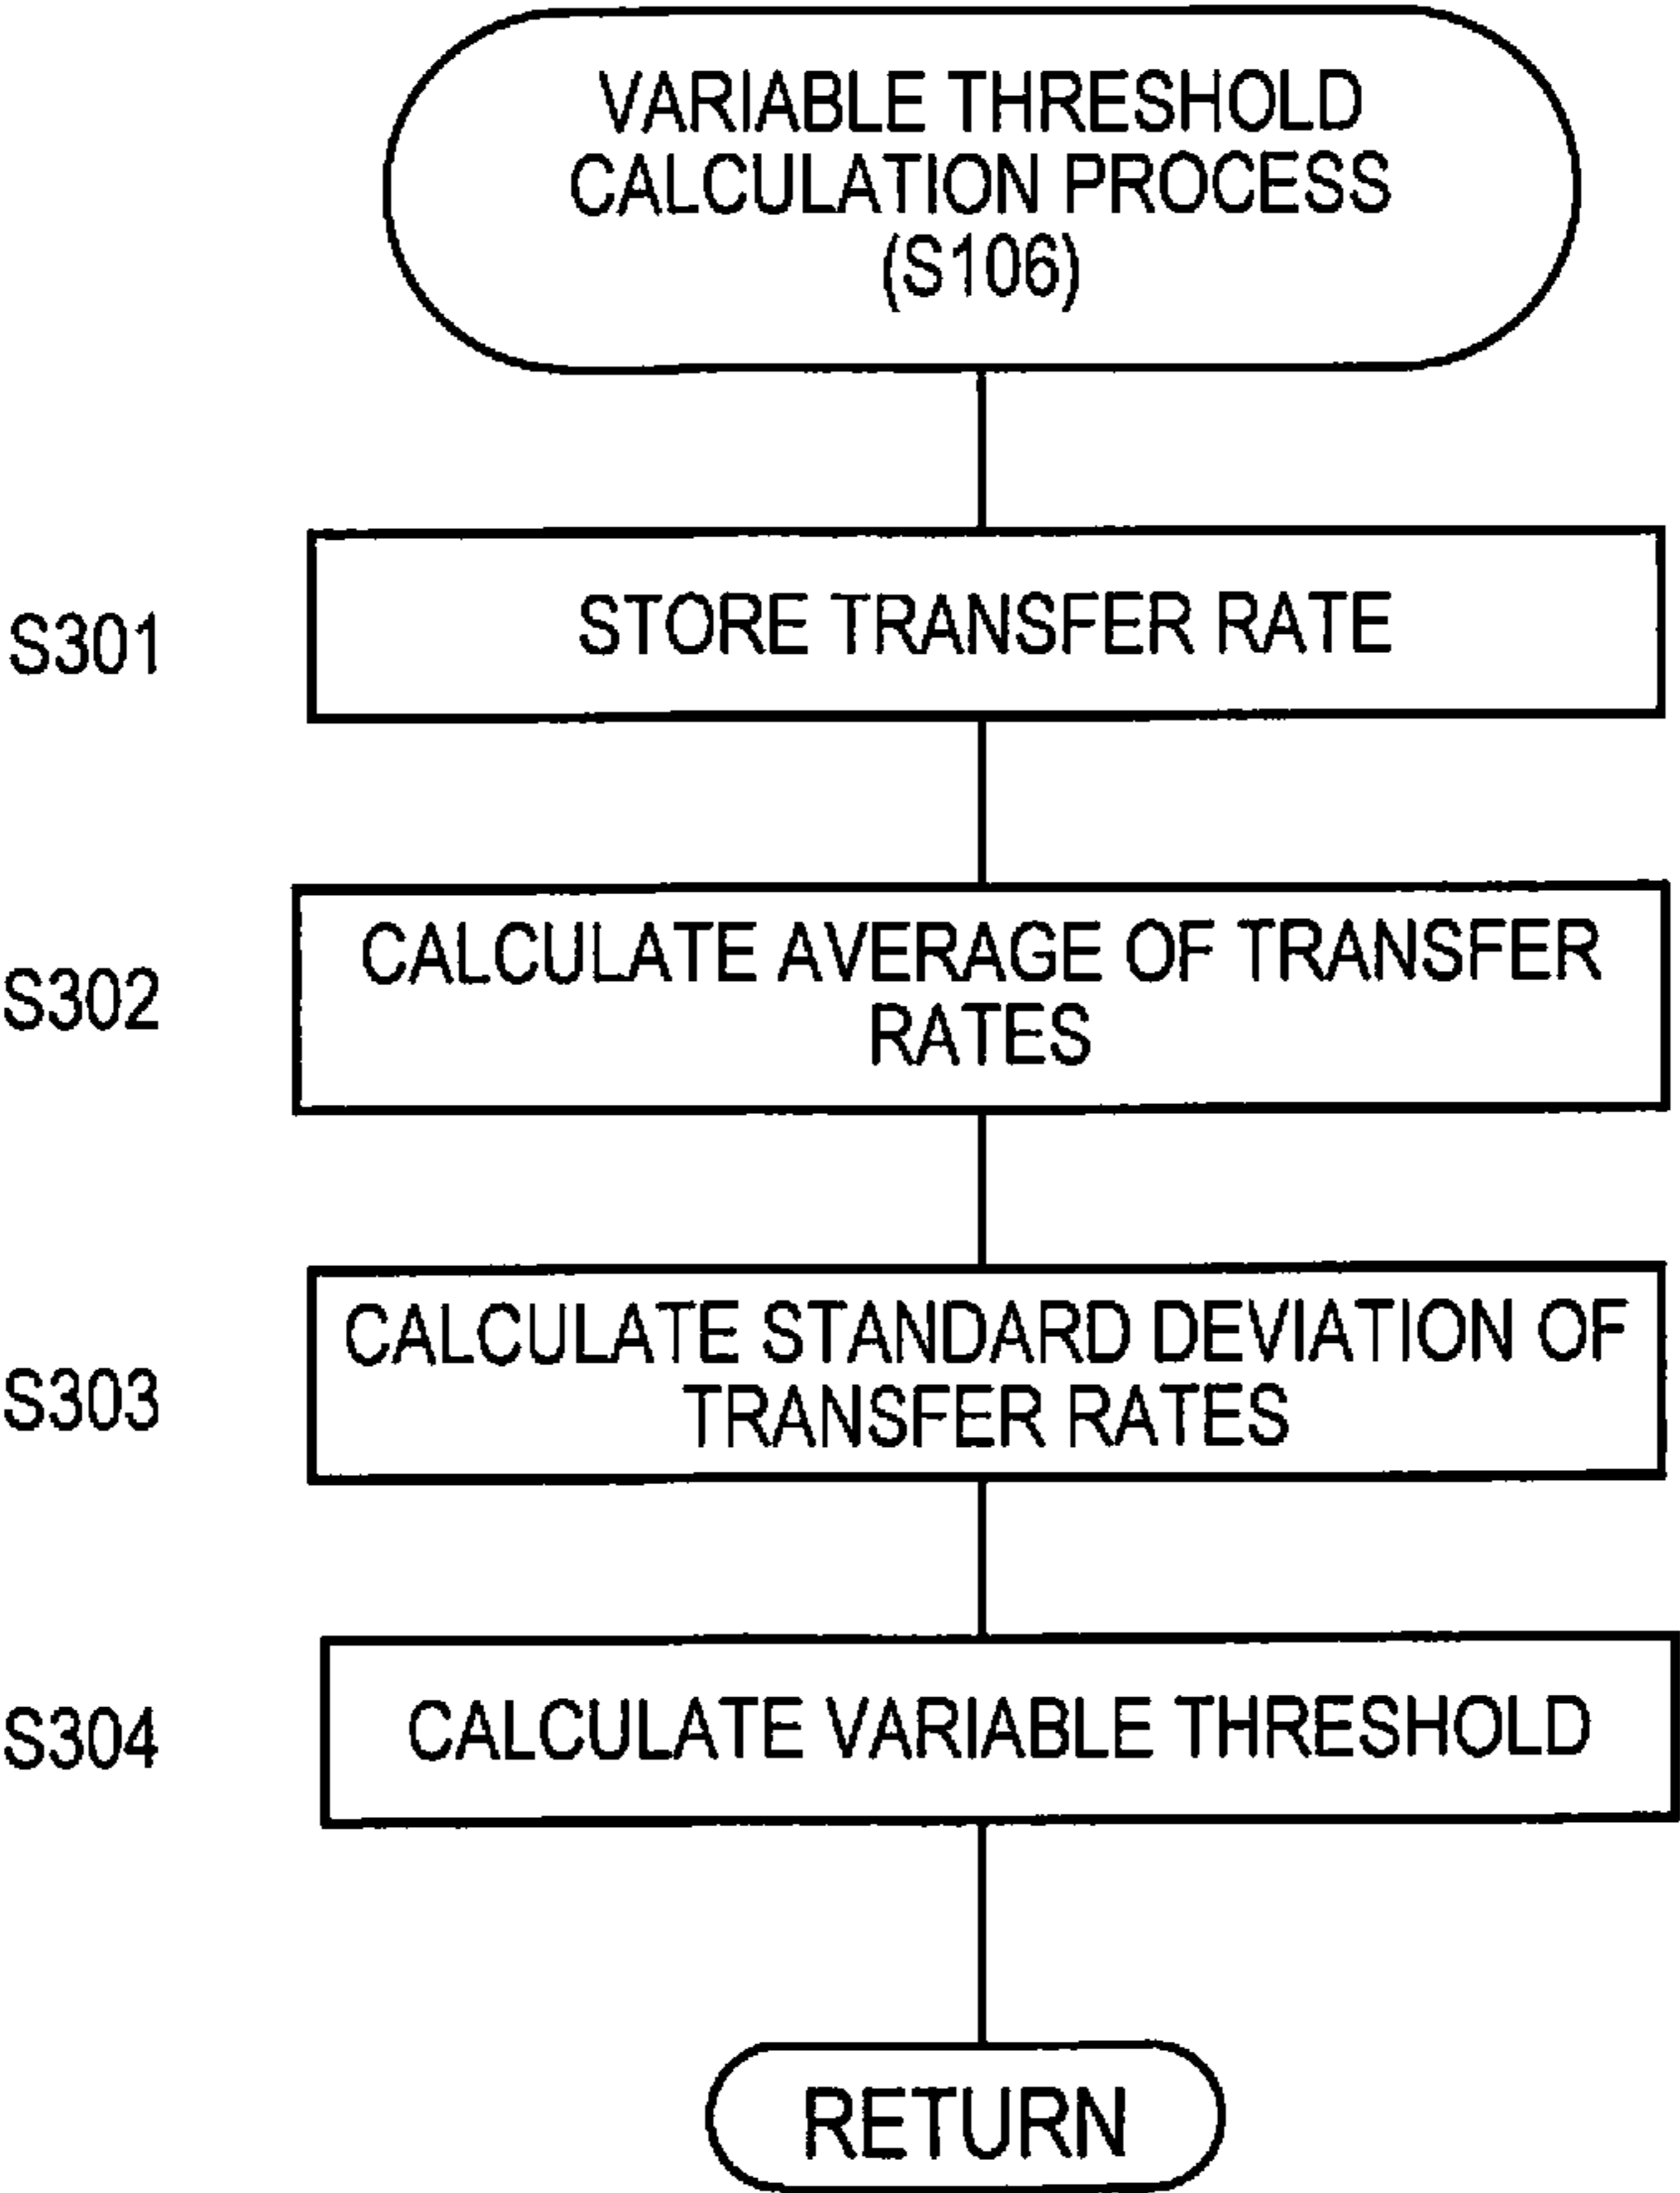 VARIABLE THRESHOLD
CALCULATION PROCESS
(S106)
S301
STORE TRANSFER RATE
S302
CALCULATE AVERAGE OF TRANSFER
RATES
S303
CALCULATE STANDARD DEVIATION OF
TRANSFER RATES
S304
CALCULATE VARIABLE THRESHOLD
RETURN